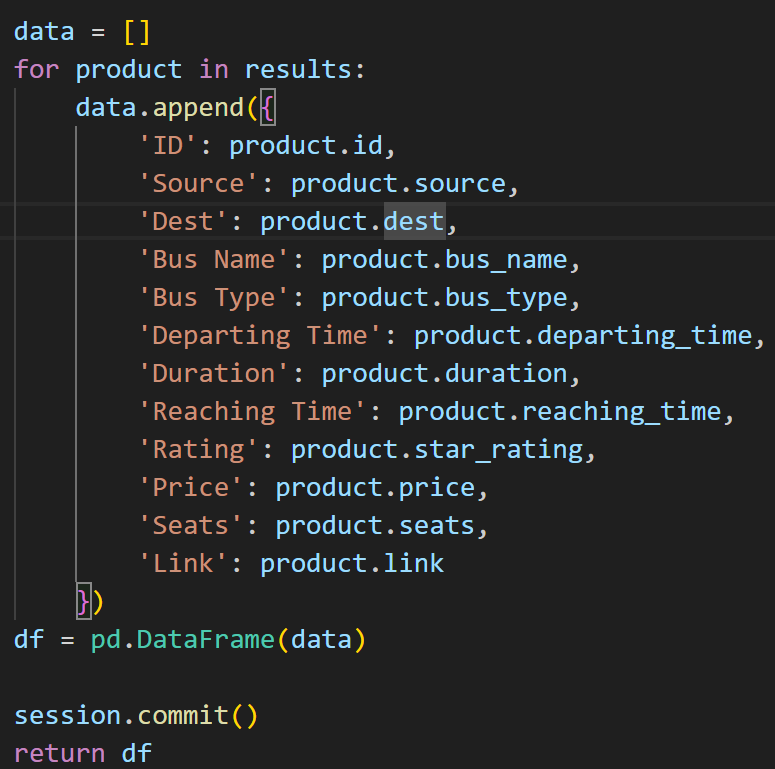 data = []
for product in results:
    data.append({
        'ID': product.id,
        'Source': product.source,
        'Dest': product.dest,
        'Bus Name': product.bus_name,
        'Bus Type': product.bus_type,
        'Departing Time': product.departing_time,
        'Duration': product.duration,
        'Reaching Time': product.reaching_time,
        'Rating': product.star_rating,
        'Price': product.price,
        'Seats': product.seats,
        'Link': product.link
    })
df = pd.DataFrame(data)

session.commit()
return df